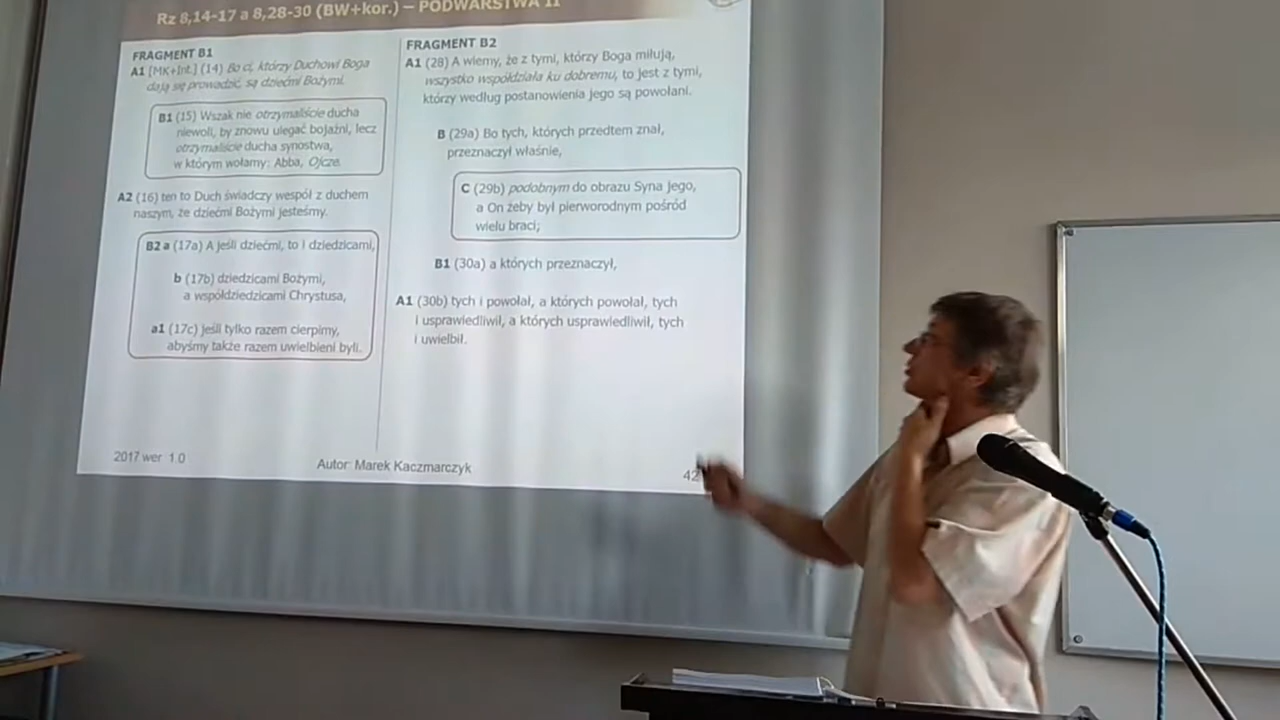 Rz 8,14-17 a 8,28-30 (BW+kor.) – PODWARSTWA II
FRAGMENT B1
A1 [MK+Int.] (14) Bo ci, którzy Duchowi Boga
dają się prowadzić, są dziećmi Bożymi.
B1 (15) Wszak nie otrzymaliście ducha
niewoli, by znowu ulegać bojaźni, lecz
otrzymaliście ducha synostwa,
w którym wołamy: Abba, Ojcze.
A2 (16) ten to Duch świadczy wespół z duchem
naszym, że dziećmi Bożymi jesteśmy.
B2 a (17a) A jeśli dziećmi, to i dziedzicami,
b (17b) dziedzicami Bożymi,
a współdziedzicami Chrystusa,
a1 (17c) jeśli tylko razem cierpimy,
abyśmy także razem uwielbieni byli.
FRAGMENT B2
A1 (28) A wiemy, że z tymi, którzy Boga miłują,
wszystko współdziała ku dobremu, to jest z tymi,
którzy według postanowienia jego są powołani.
B (29a) Bo tych, których przedtem znał,
przeznaczył właśnie,
C (29b) podobnym do obrazu Syna jego,
a On żeby był pierworodnym pośród
wielu braci;
B1 (30a) a których przeznaczył,
A1 (30b) tych i powołał, a których powołał, tych
i usprawiedliwił, a których usprawiedliwił, tych
i uwielbił.
2017 wer 1.0
Autor: Marek Kaczmarczyk
42